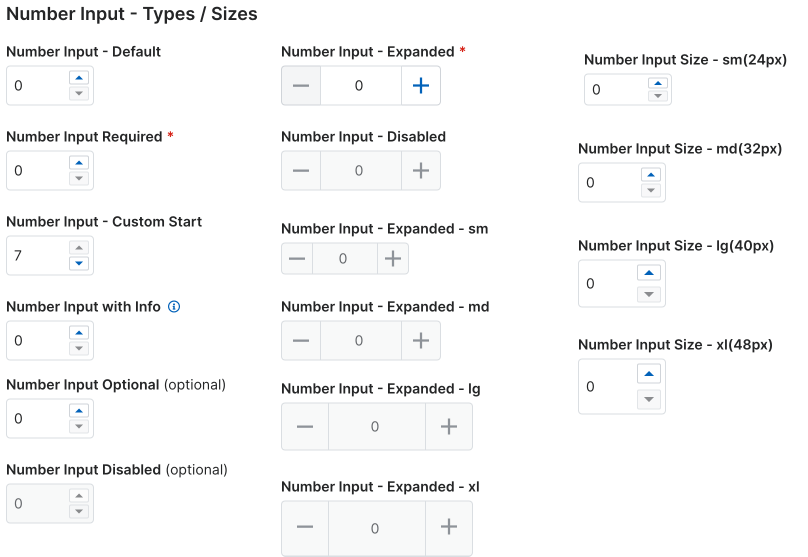 Number Input - Types / Sizes
Number Input - Default
0
Number Input Required *
0
Number Input - Custom Start
7
Number Input with Info
0
Number Input Optional (optional)
0
Number Input Disabled (optional)
0
Number Input - Expanded *
0
Number Input - Disabled
0
Number Input - Expanded - sm
0
Number Input - Expanded - md
0
Number Input - Expanded - lg
0
Number Input - Expanded - xl
0
Number Input Size - sm(24px)
0
Number Input Size - md(32px)
0
Number Input Size - lg(40px)
0
Number Input Size - xl(48px)
0